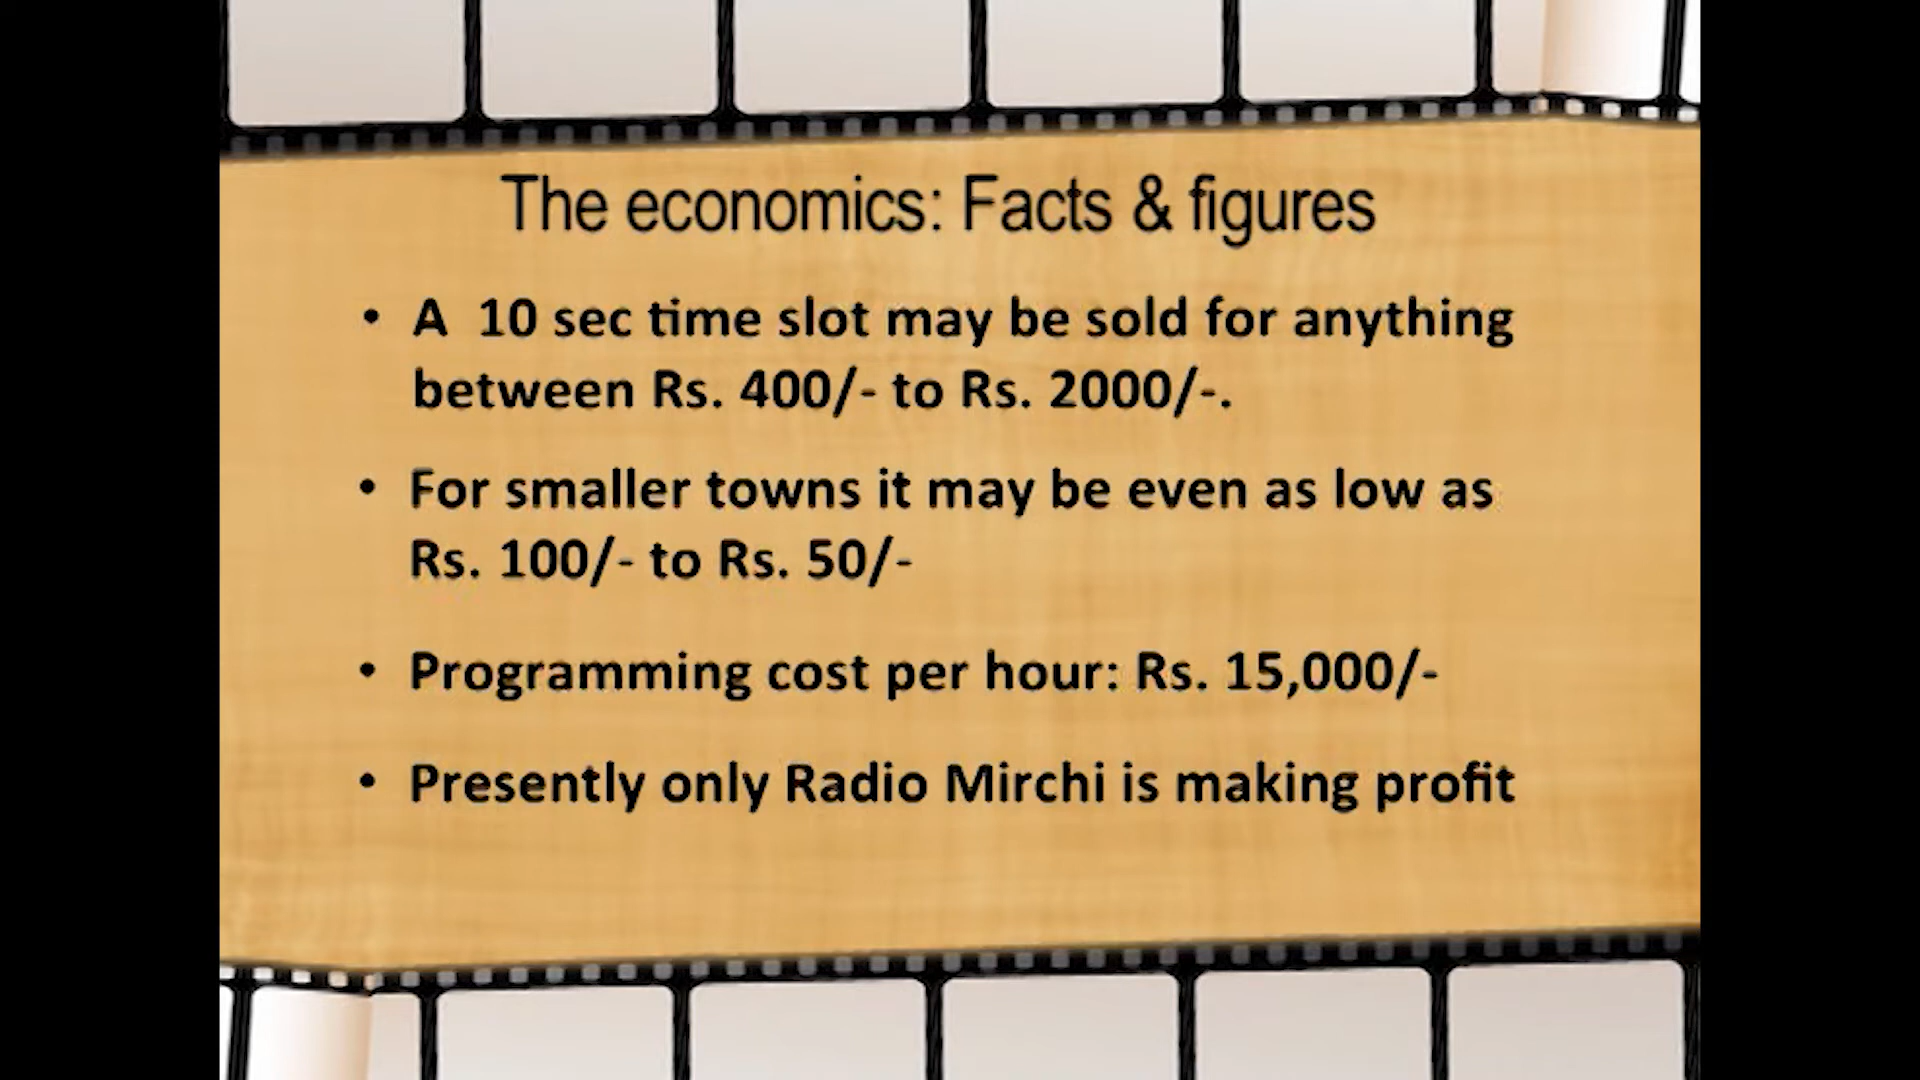 The economics: Facts & figures
• A 10 sec time slot may be sold for anything
between Rs. 400/- to Rs. 2000/-.
• For smaller towns it may be even as low as
Rs. 100/- to Rs. 50/-
• Programming cost per hour: Rs. 15,000/-
• Presently only Radio Mirchi is making profit